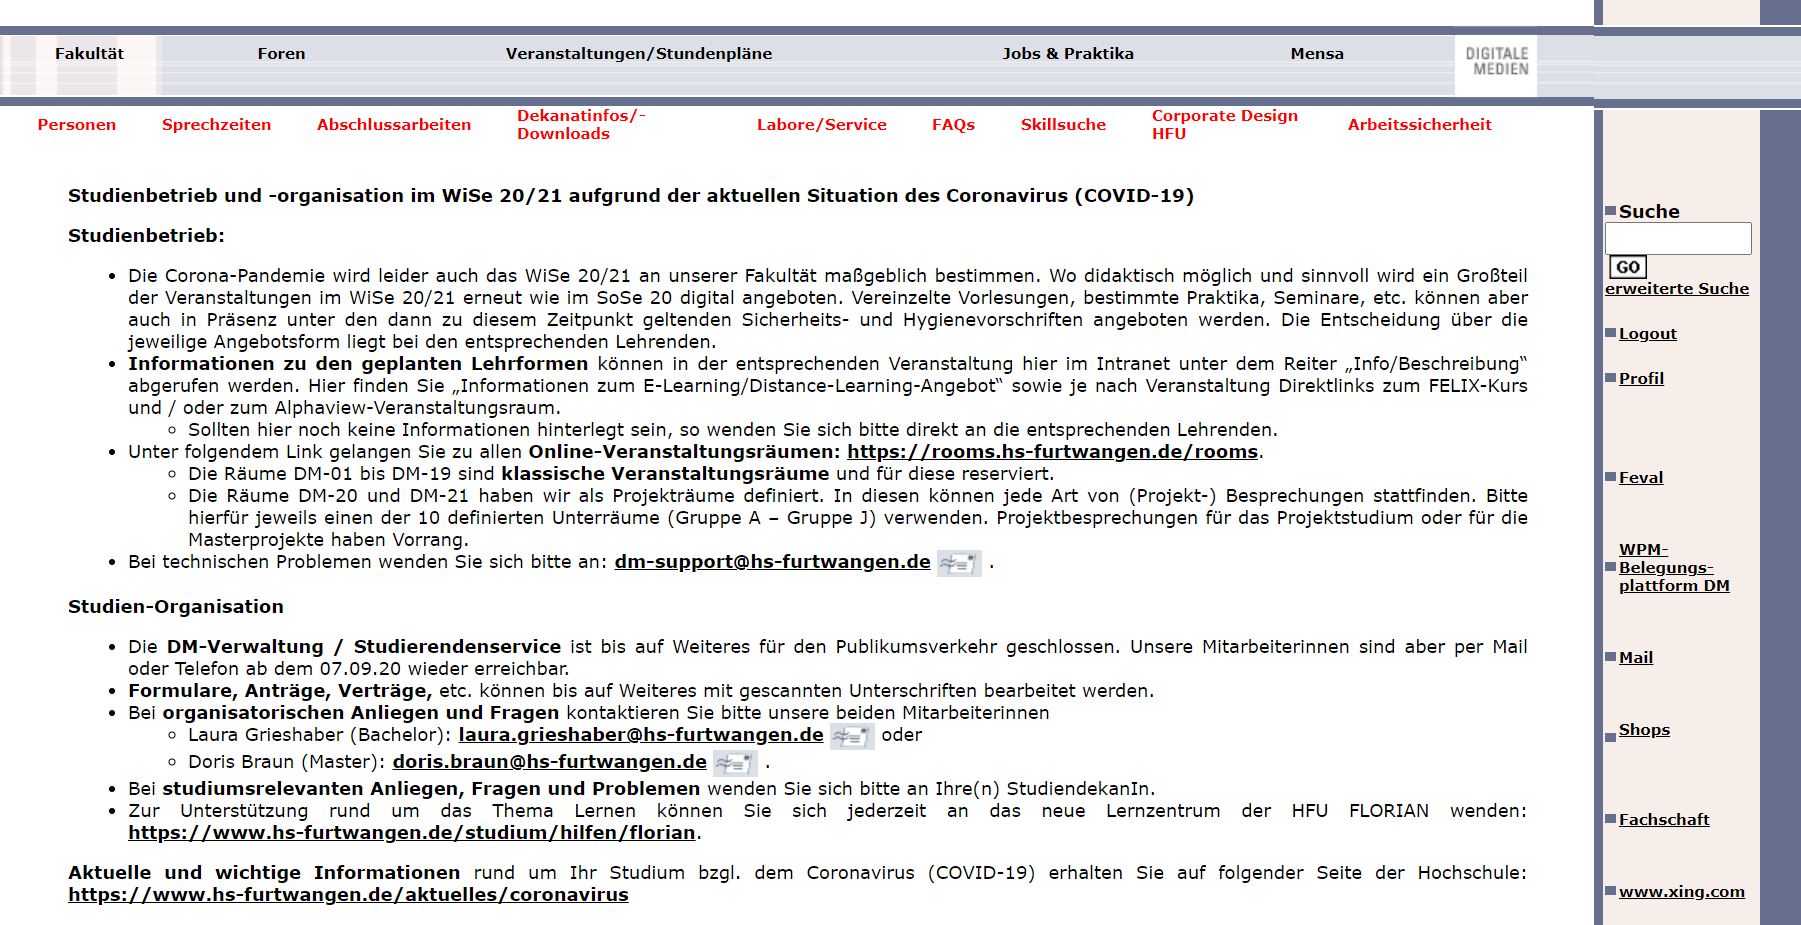 Fakultät Foren Veranstaltungen/Stundenpläne Jobs & Praktika Mensa
DIGITALE
MEDIEN
Personen Sprechzeiten Abschlussarbeiten Dekanatinfos/-
Downloads Labore/Service FAQs Skillsuche Corporate Design
HFU Arbeitssicherheit
Studienbetrieb und -organisation im WiSe 20/21 aufgrund der aktuellen Situation des Coronavirus (COVID-19)
Studienbetrieb:
• Die Corona-Pandemie wird leider auch das WiSe 20/21 an unserer Fakultät maßgeblich bestimmen. Wo didaktisch möglich und sinnvoll wird ein Großteil
der Veranstaltungen im WiSe 20/21 erneut wie im SoSe 20 digital angeboten. Vereinzelte Vorlesungen, bestimmte Praktika, Seminare, etc. können aber
auch in Präsenz unter den dann zu diesem Zeitpunkt geltenden Sicherheits- und Hygienevorschriften angeboten werden. Die Entscheidung über die
jeweilige Angebotsform liegt bei den entsprechenden Lehrenden.
• Informationen zu den geplanten Lehrformen können in der entsprechenden Veranstaltung hier im Intranet unter dem Reiter „Info/Beschreibung“
abgerufen werden. Hier finden Sie „Informationen zum E-Learning/Distance-Learning-Angebot“ sowie je nach Veranstaltung Direktlinks zum FELIX-Kurs
und / oder zum Alphaview-Veranstaltungsraum.
◦ Sollten hier noch keine Informationen hinterlegt sein, so wenden Sie sich bitte direkt an die entsprechenden Lehrenden.
• Unter folgendem Link gelangen Sie zu allen Online-Veranstaltungsräumen: https://rooms.hs-furtwangen.de/rooms.
◦ Die Räume DM-01 bis DM-19 sind klassische Veranstaltungsräume und für diese reserviert.
◦ Die Räume DM-20 und DM-21 haben wir als Projekträume definiert. In diesen können jede Art von (Projekt-) Besprechungen stattfinden. Bitte
hierfür jeweils einen der 10 definierten Unterräume (Gruppe A – Gruppe J) verwenden. Projektbesprechungen für das Projektstudium oder für die
Masterprojekte haben Vorrang.
• Bei technischen Problemen wenden Sie sich bitte an: dm-support@hs-furtwangen.de .
Studien-Organisation
• Die DM-Verwaltung / Studierendenservice ist bis auf Weiteres für den Publikumsverkehr geschlossen. Unsere Mitarbeiterinnen sind aber per Mail
oder Telefon ab dem 07.09.20 wieder erreichbar.
• Formulare, Anträge, Verträge, etc. können bis auf Weiteres mit gescannten Unterschriften bearbeitet werden.
• Bei organisatorischen Anliegen und Fragen kontaktieren Sie bitte unsere beiden Mitarbeiterinnen
◦ Laura Grieshaber (Bachelor): laura.grieshaber@hs-furtwangen.de oder
◦ Doris Braun (Master): doris.braun@hs-furtwangen.de .
• Bei studiumsrelevanten Anliegen, Fragen und Problemen wenden Sie sich bitte an Ihre(n) StudiendekanIn.
• Zur Unterstützung rund um das Thema Lernen können Sie sich jederzeit an das neue Lernzentrum der HFU FLORIAN wenden:
https://www.hs-furtwangen.de/studium/hilfen/florian.
Aktuelle und wichtige Informationen rund um Ihr Studium bzgl. dem Coronavirus (COVID-19) erhalten Sie auf folgender Seite der Hochschule:
https://www.hs-furtwangen.de/aktuelles/coronavirus
Suche
GO
erweiterte Suche
Logout
Profil
Feval
WPM-
Belegungs-
plattform DM
Mail
Shops
Fachschaft
www.xing.com